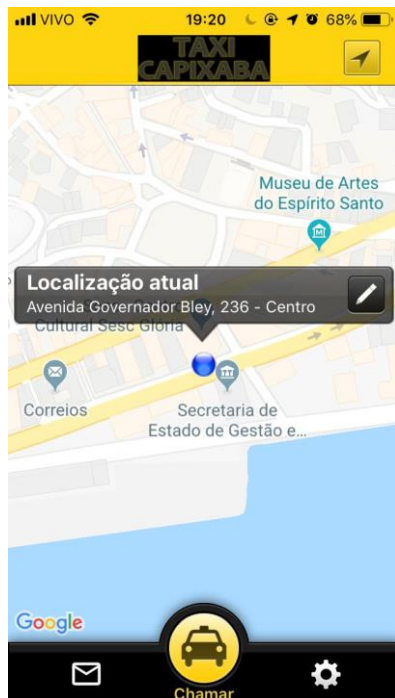 VIVO 19:20 68%
TAXI
CAPIXABA
Museu de Artes
do Espírito Santo
Localização atual
Avenida Governador Bley, 236 - Centro
Cultural Sesc Glória
Correios
Secretaria de
Estado de Gestão e...
Google
Chamar